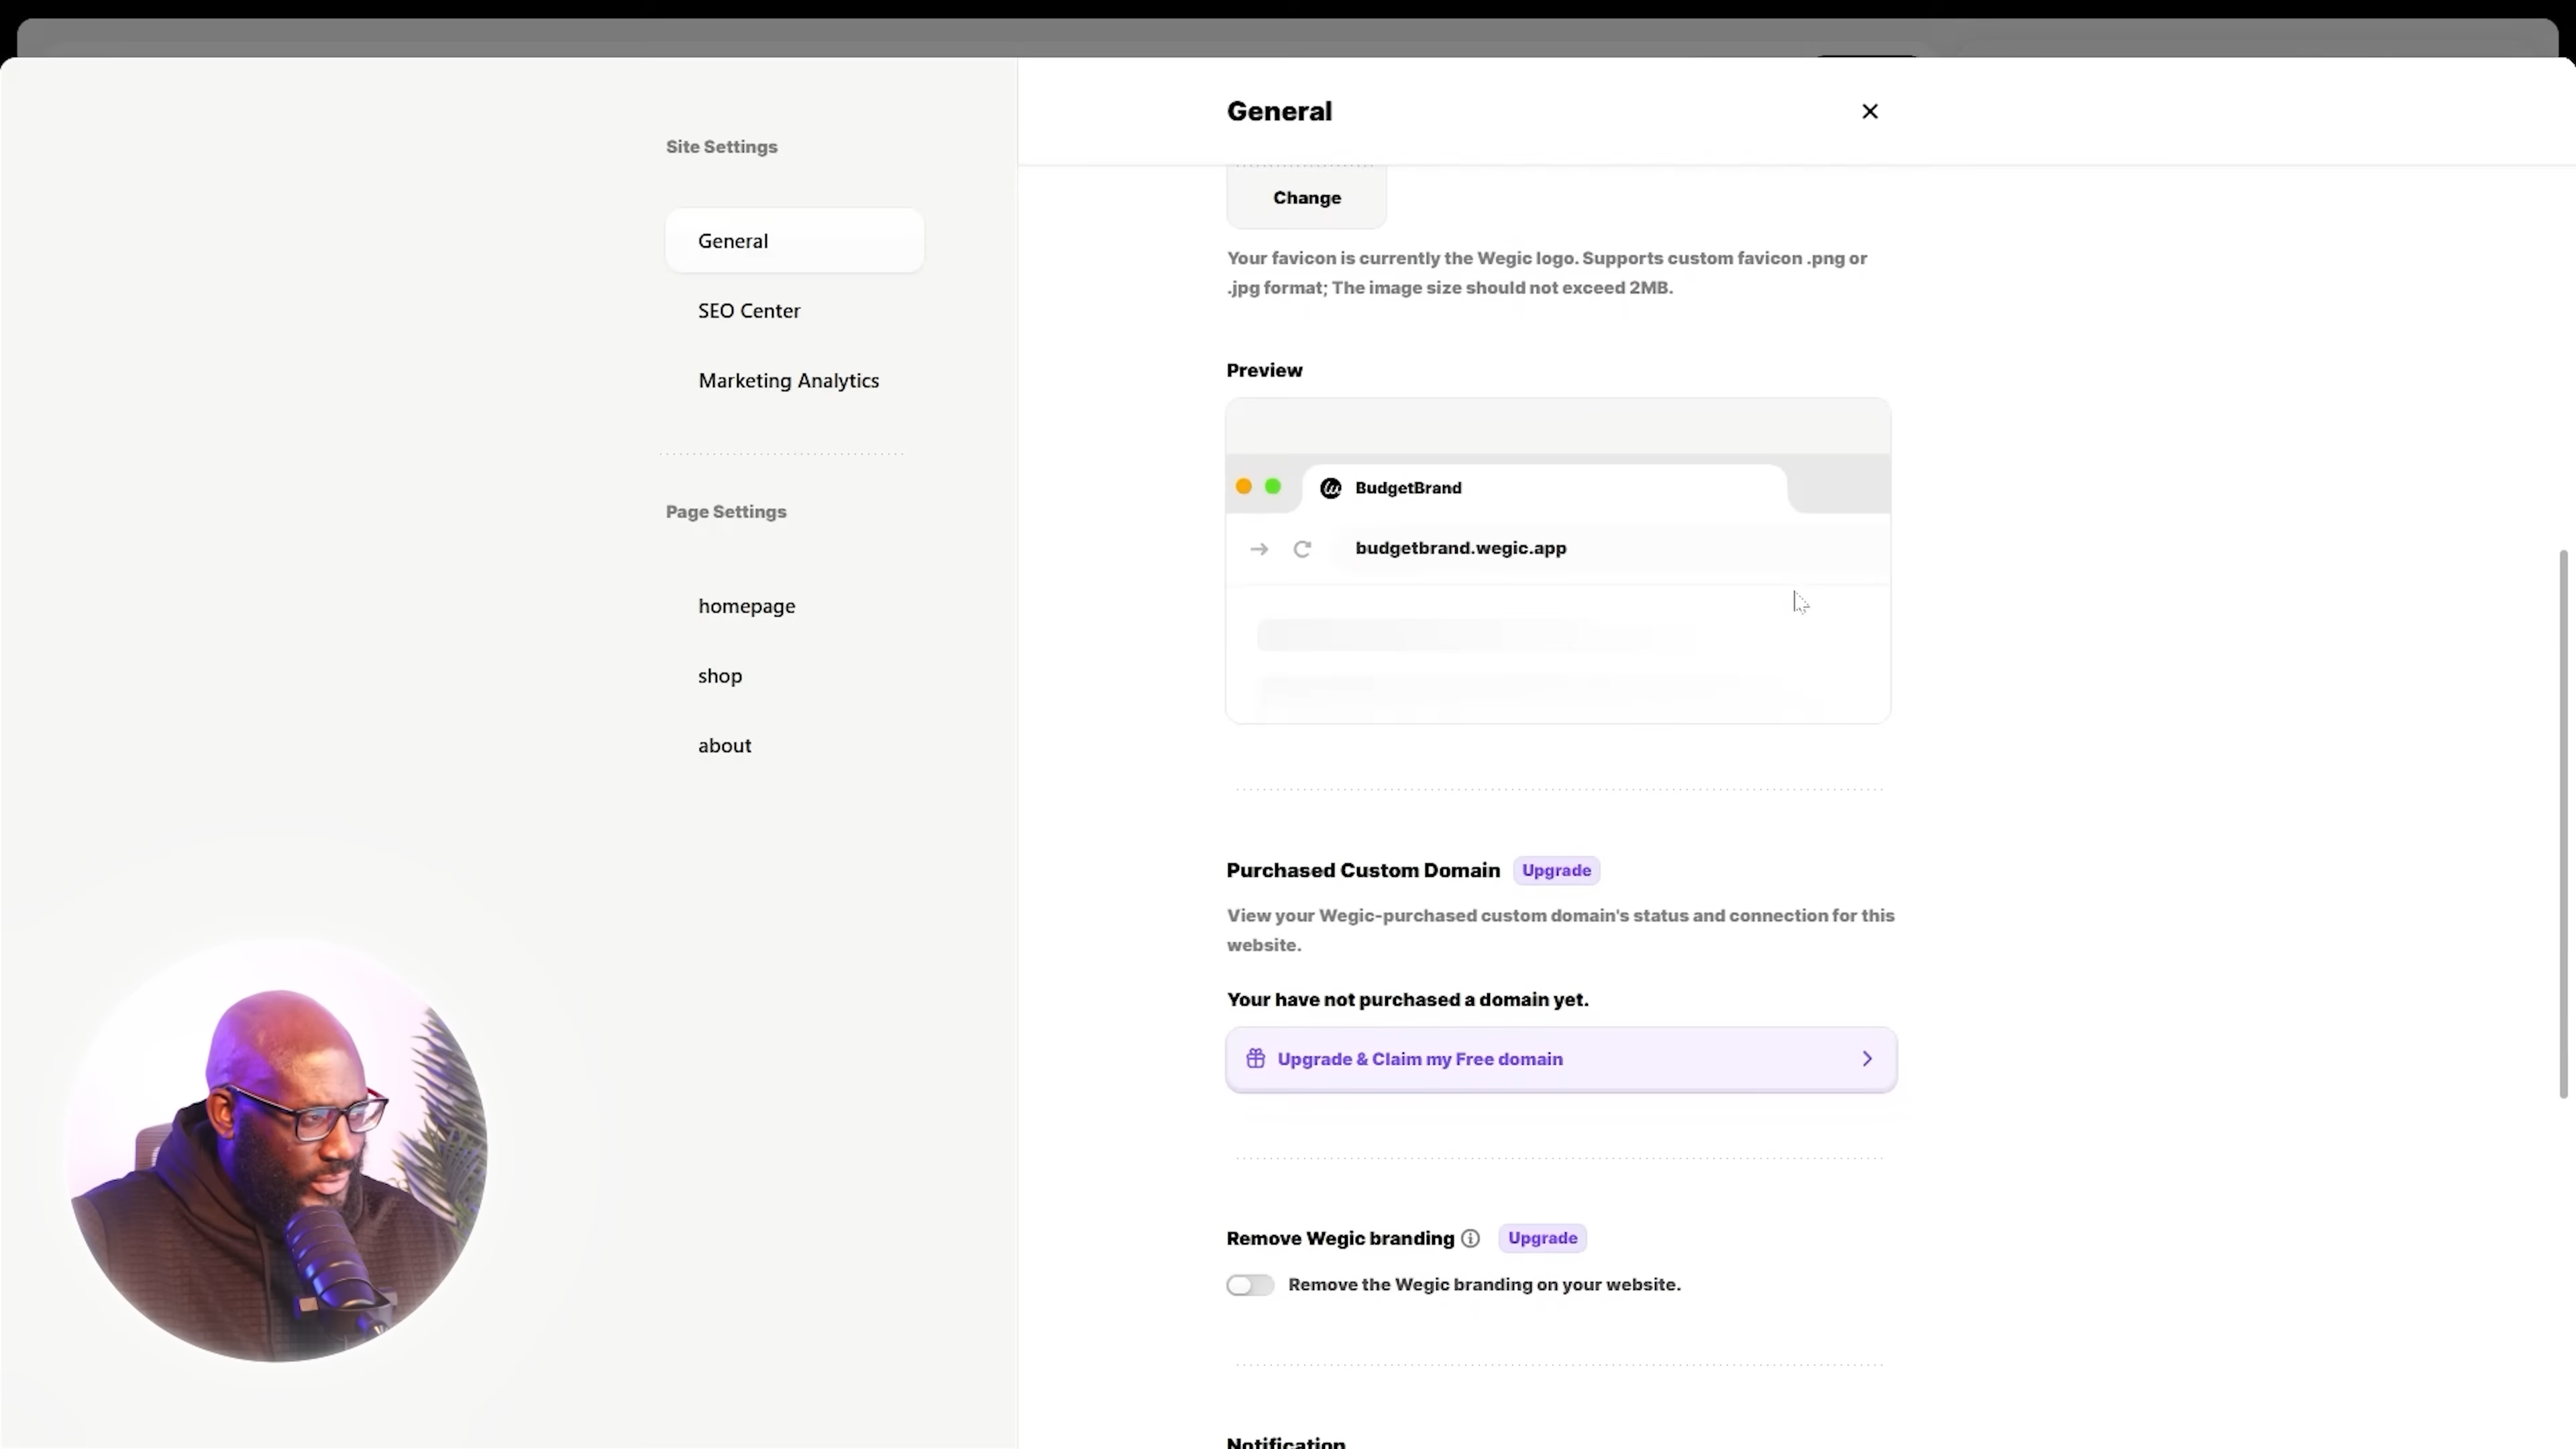 Site Settings
General
SEO Center
Marketing Analytics
Page Settings
homepage
shop
about
General
Change
Your favicon is currently the Wegic logo. Supports custom favicon .png or
.jpg format; The image size should not exceed 2MB.
Preview
BudgetBrand
budgetbrand.wegic.app
Purchased Custom Domain Upgrade
View your Wegic-purchased custom domain's status and connection for this
website.
Your have not purchased a domain yet.
Upgrade & Claim my Free domain
Remove Wegic branding Upgrade
Remove the Wegic branding on your website.
Notification